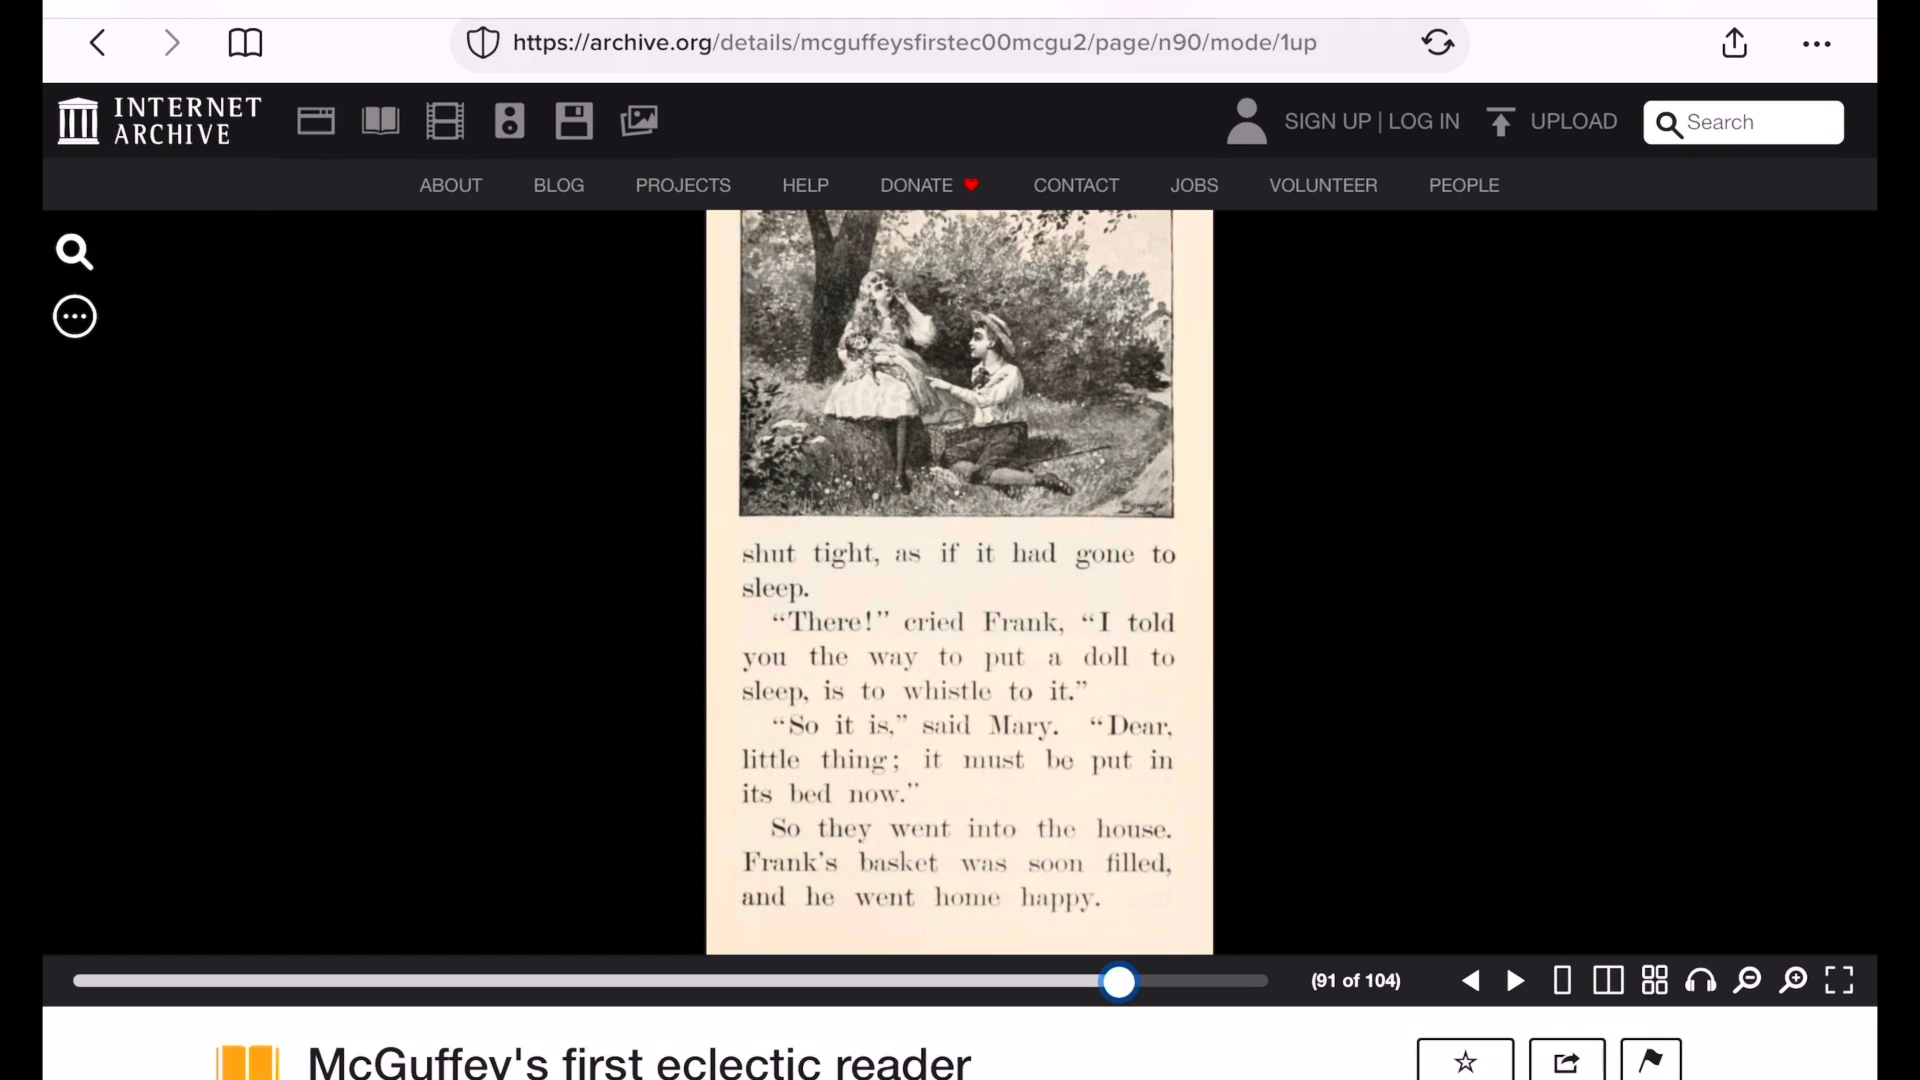 https://archive.org/details/mcguffeysfirstec00mcgu2/page/n90/mode/1up
INTERNET
ARCHIVE
SIGN UP | LOG IN
UPLOAD
Search
ABOUT
BLOG
PROJECTS
HELP
DONATE
CONTACT
JOBS
VOLUNTEER
PEOPLE
shut tight, as if it had gone to
sleep.
“There!” cried Frank, “I told
you the way to put a doll to
sleep, is to whistle to it.”
“So it is,” said Mary. “Dear,
little thing; it must be put in
its bed now.”
So they went into the house.
Frank’s basket was soon filled,
and he went home happy.
(91 of 104)
McGuffey's first eclectic reader